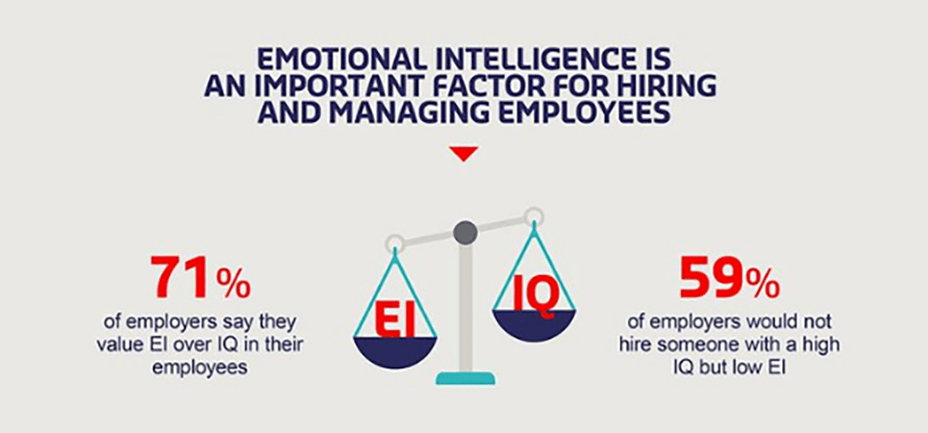 EMOTIONAL INTELLIGENCE IS
AN IMPORTANT FACTOR FOR HIRING
AND MANAGING EMPLOYEES
71%
of employers say they
value EI over IQ in their
employees
EI
IQ
59%
of employers would not
hire someone with a high
IQ but low EI